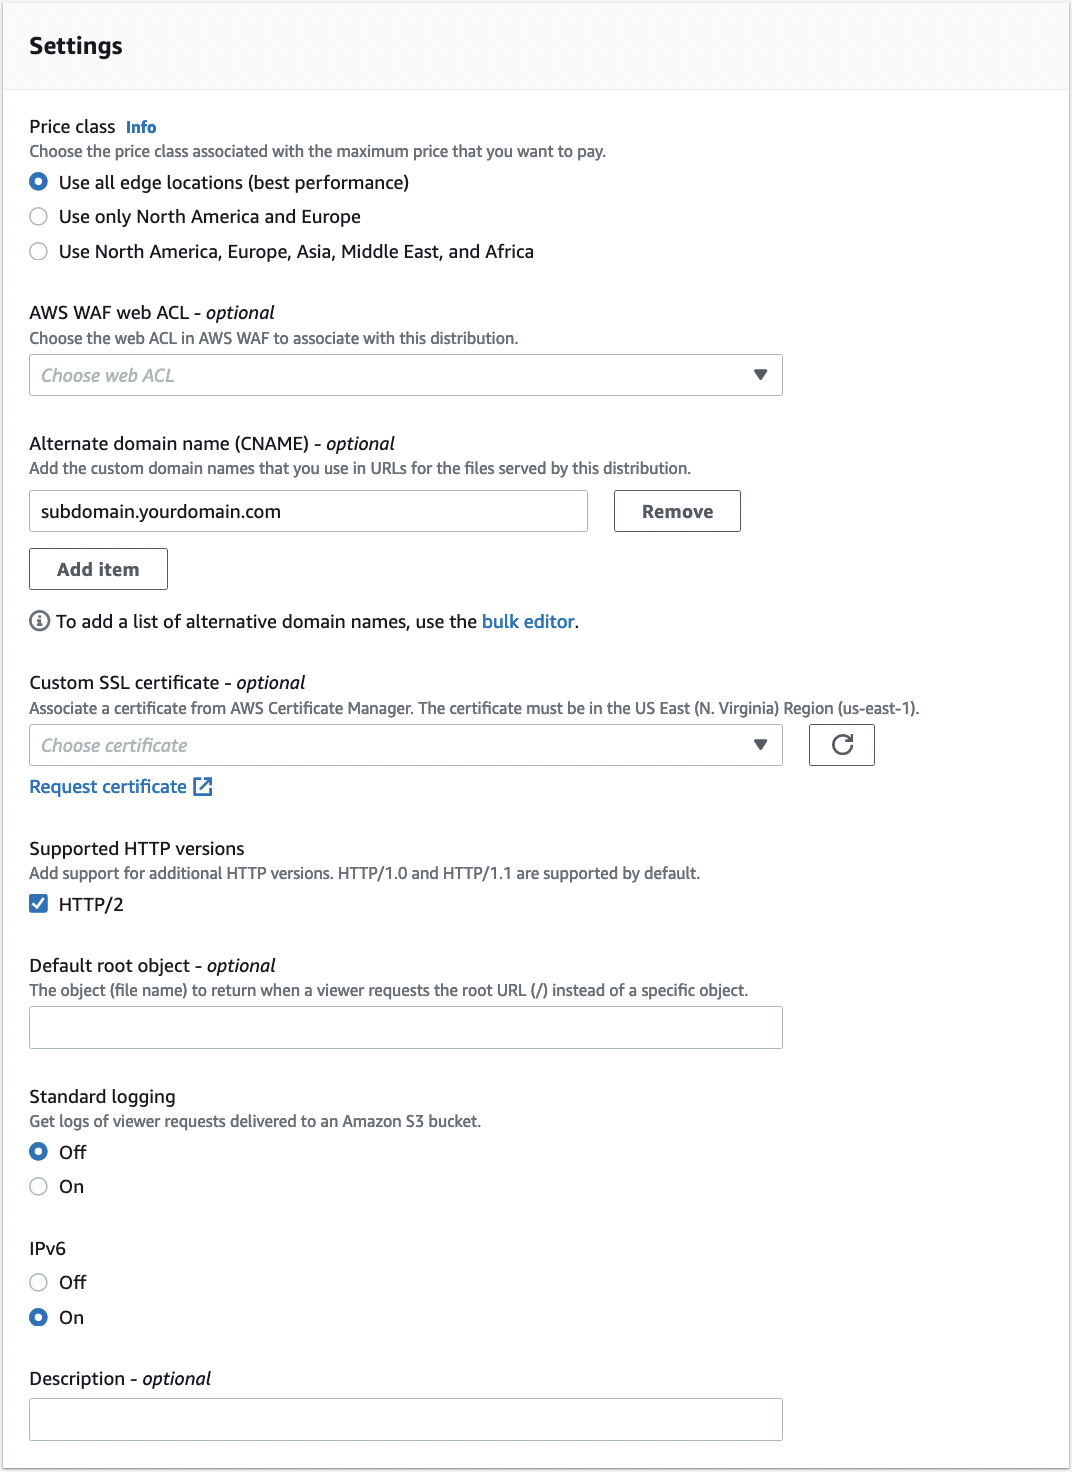 Settings
Price class Info
Choose the price class associated with the maximum price that you want to pay.
Use all edge locations (best performance)
Use only North America and Europe
Use North America, Europe, Asia, Middle East, and Africa
AWS WAF web ACL - optional
Choose the web ACL in AWS WAF to associate with this distribution.
Choose web ACL
Alternate domain name (CNAME) - optional
Add the custom domain names that you use in URLs for the files served by this distribution.
subdomain.yourdomain.com Remove
Add item
To add a list of alternative domain names, use the bulk editor.
Custom SSL certificate - optional
Associate a certificate from AWS Certificate Manager. The certificate must be in the US East (N. Virginia) Region (us-east-1).
Choose certificate
Request certificate
Supported HTTP versions
Add support for additional HTTP versions. HTTP/1.0 and HTTP/1.1 are supported by default.
HTTP/2
Default root object - optional
The object (file name) to return when a viewer requests the root URL (/) instead of a specific object.
Standard logging
Get logs of viewer requests delivered to an Amazon S3 bucket.
Off
On
IPv6
Off
On
Description - optional